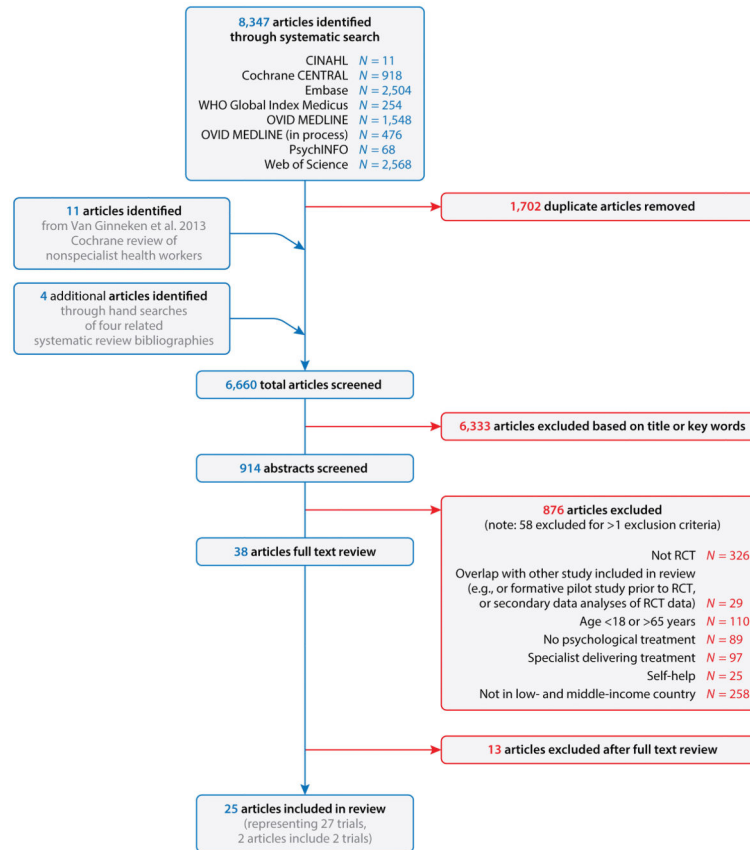 8,347 articles identified
through systematic search
CINAHL N = 11
Cochrane CENTRAL N = 918
Embase N = 2,504
WHO Global Index Medicus N = 254
OVID MEDLINE N = 1,548
OVID MEDLINE (in process) N = 476
PsychINFO N = 68
Web of Science N = 2,568
1,702 duplicate articles removed
11 articles identified
from Van Ginneken et al. 2013
Cochrane review of
nonspecialist health workers
4 additional articles identified
through hand searches
of four related
systematic review bibliographies
6,660 total articles screened
6,333 articles excluded based on title or key words
914 abstracts screened
876 articles excluded
(note: 58 excluded for >1 exclusion criteria)
Not RCT N = 326
Overlap with other study included in review
(e.g., or formative pilot study prior to RCT,
or secondary data analyses of RCT data) N = 29
Age <18 or >65 years N = 110
No psychological treatment N = 89
Specialist delivering treatment N = 97
Self-help N = 25
Not in low- and middle-income country N = 258
38 articles full text review
13 articles excluded after full text review
25 articles included in review
(representing 27 trials,
2 articles include 2 trials)